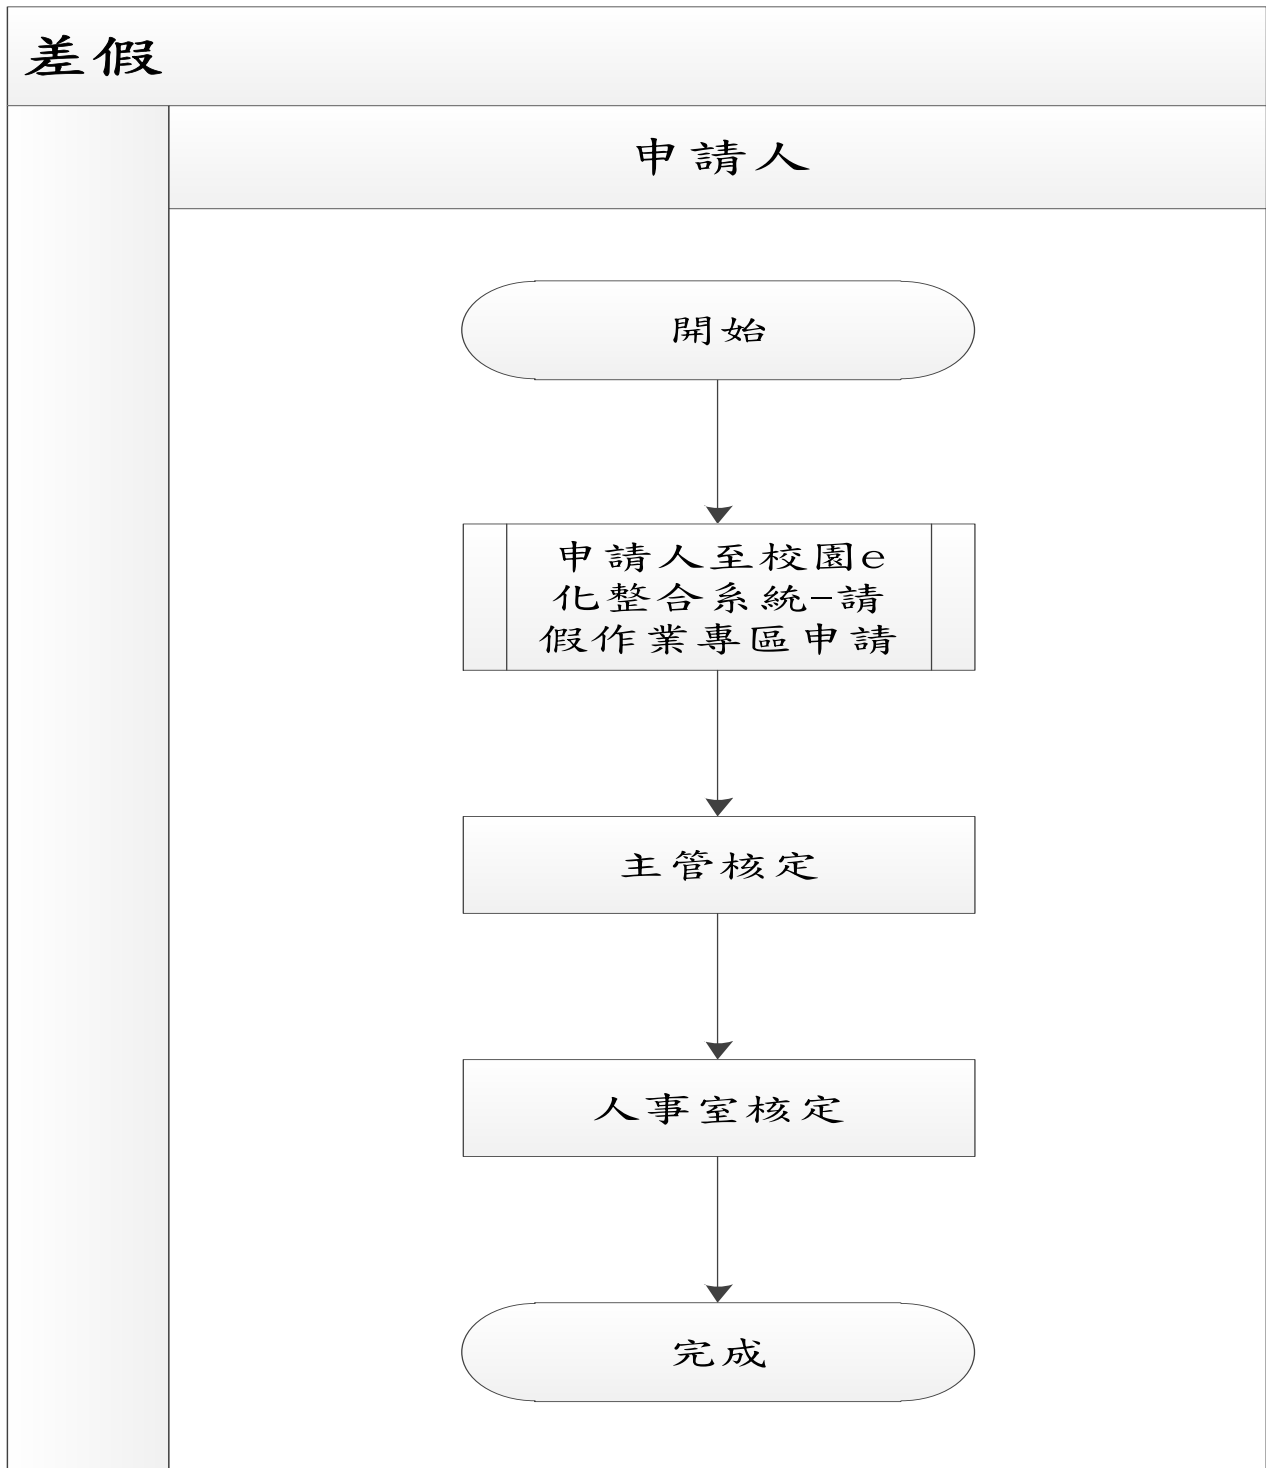 差假
申請人
開始
申請人至校園e
化整合系統-請
假作業專區申請
主管核定
人事室核定
完成